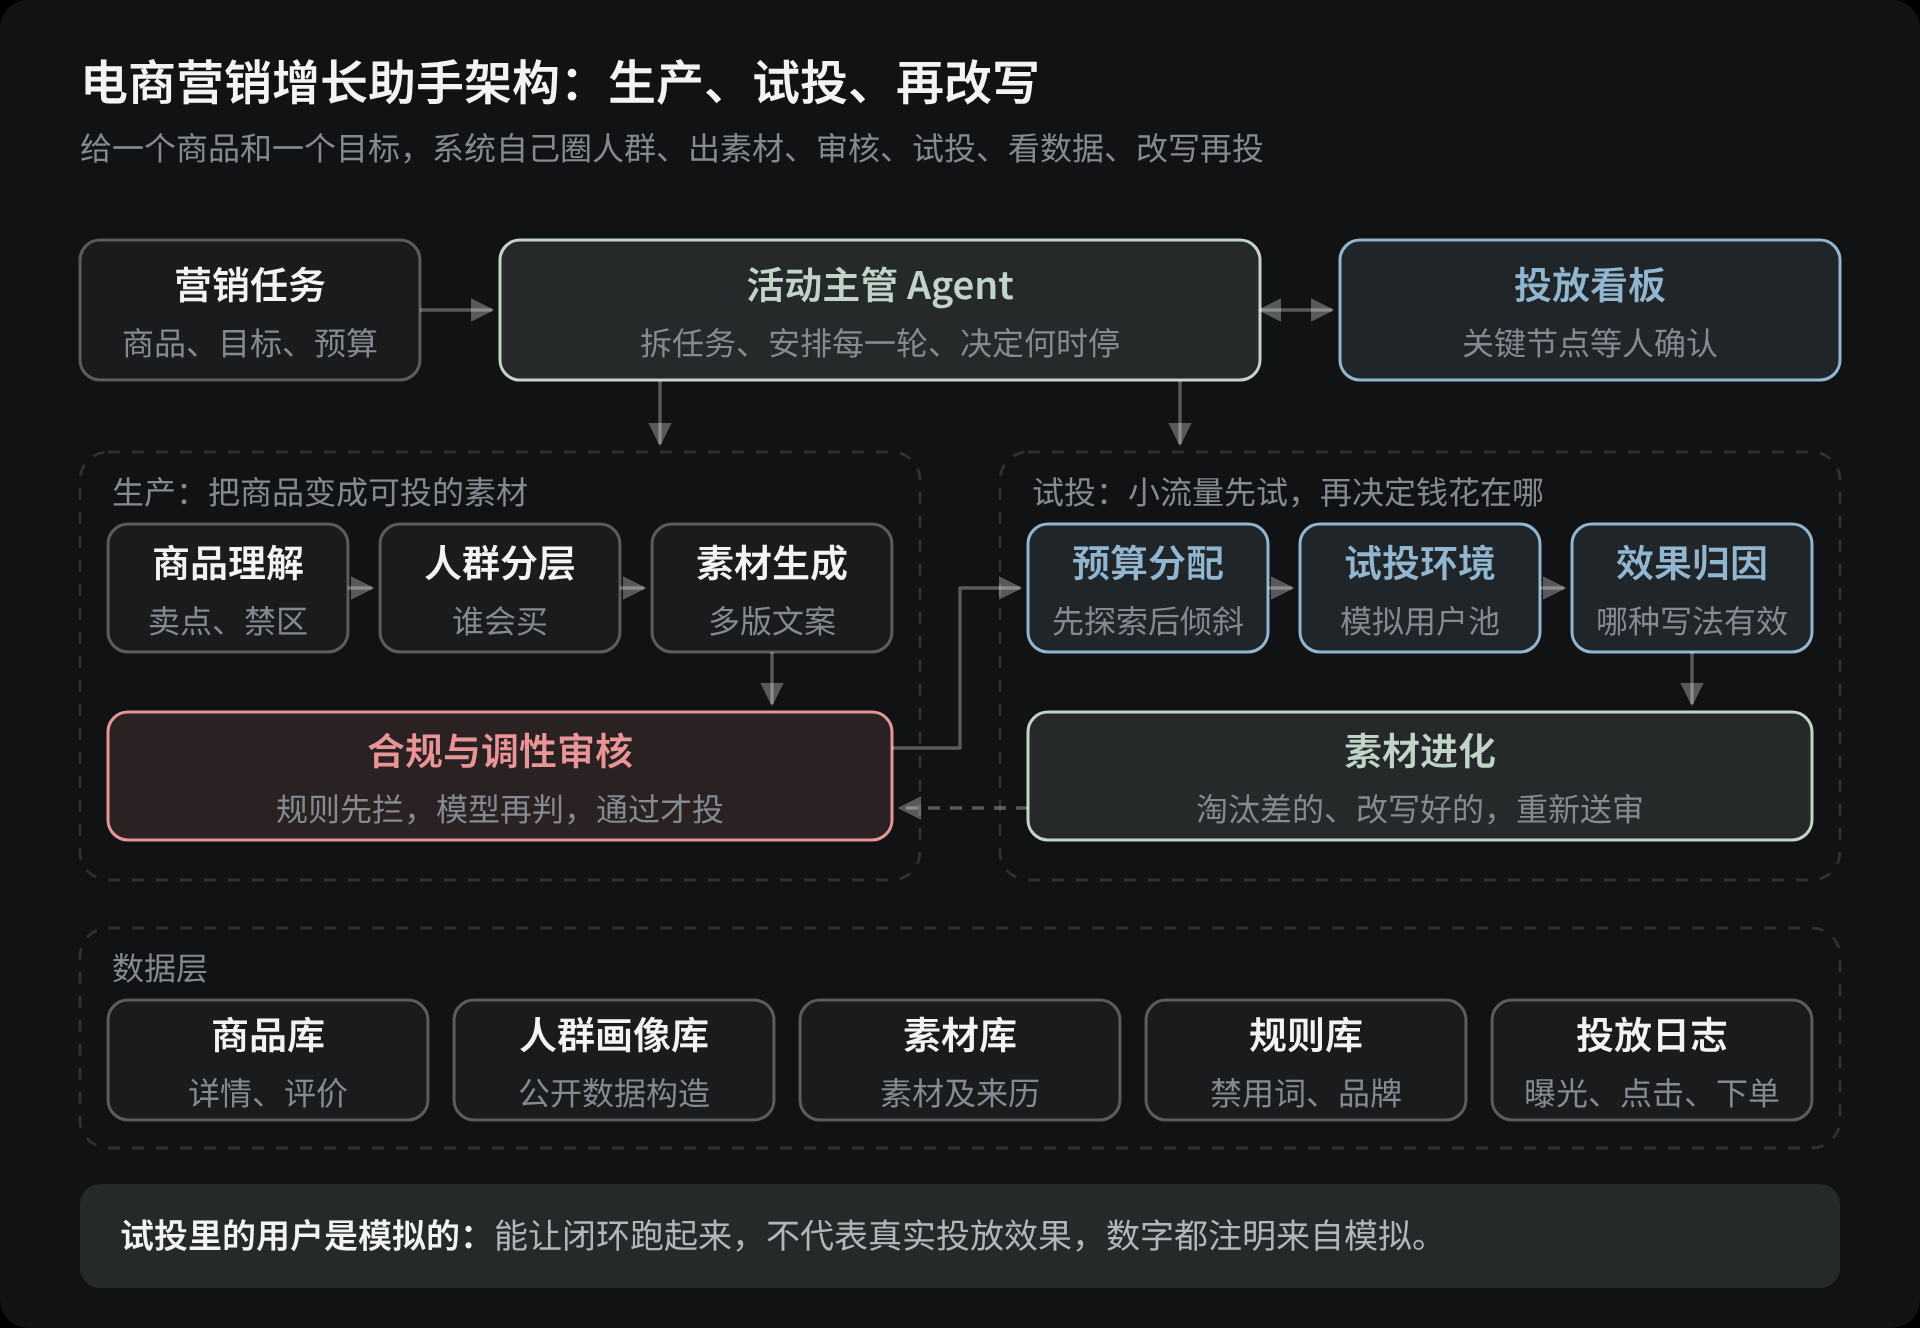 电商营销增长助手架构：生产、试投、再改写
给一个商品和一个目标，系统自己圈人群、出素材、审核、试投、看数据、改写再投
营销任务
商品、目标、预算
活动主管 Agent
拆任务、安排每一轮、决定何时停
投放看板
关键节点等人确认
生产：把商品变成可投的素材
商品理解
卖点、禁区
人群分层
谁会买
素材生成
多版文案
合规与调性审核
规则先拦，模型再判，通过才投
试投：小流量先试，再决定钱花在哪
预算分配
先探索后倾斜
试投环境
模拟用户池
效果归因
哪种写法有效
素材进化
淘汰差的、改写好的，重新送审
数据层
商品库
详情、评价
人群画像库
公开数据构造
素材库
素材及来历
规则库
禁用词、品牌
投放日志
曝光、点击、下单
试投里的用户是模拟的：能让闭环跑起来，不代表真实投放效果，数字都注明来自模拟。